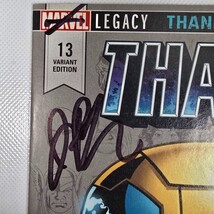 MARVEL LEGACY THAN
13
VARIANT
EDITION
THA